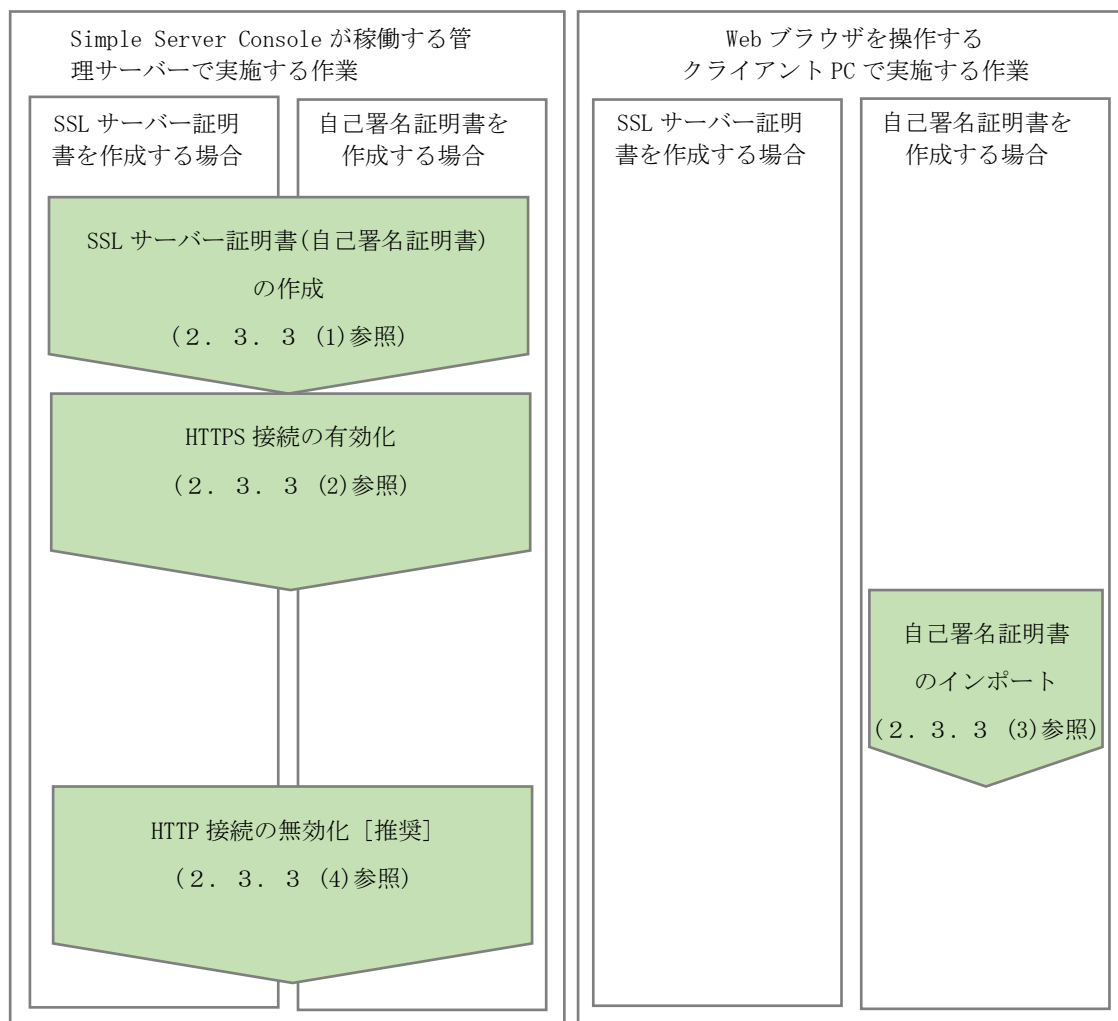 Simple Server Console が稼働する管
理サーバーで実施する作業
SSL サーバー証明
書を作成する場合
自己署名証明書を
作成する場合
SSL サーバー証明書(自己署名証明書)
の作成
(２．３．３ (1)参照)
HTTPS 接続の有効化
(２．３．３ (2)参照)
HTTP 接続の無効化［推奨］
(２．３．３ (4)参照)
Web ブラウザを操作する
クライアント PC で実施する作業
SSL サーバー証明
書を作成する場合
自己署名証明書を
作成する場合
自己署名証明書
のインポート
(２．３．３ (3)参照)